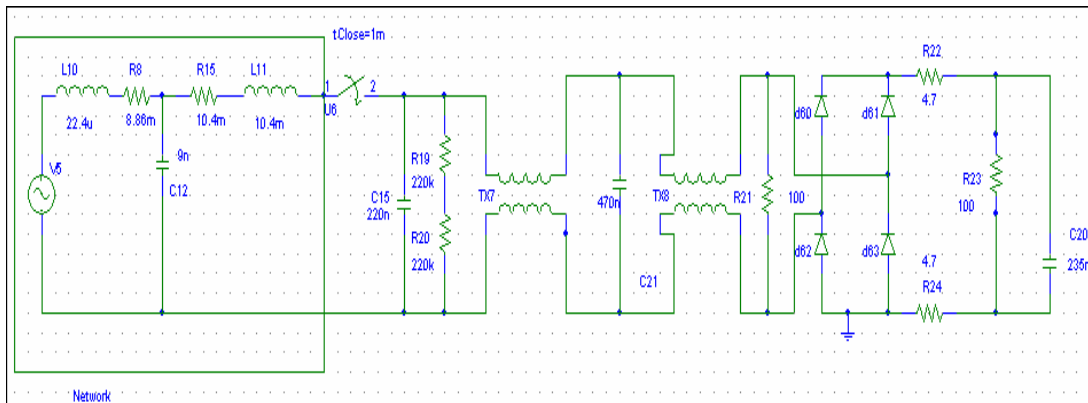 tClose=1m
L10
R8
R15
L11
1
2
U6
22.4u
8.86m
10.4m
10.4m
V5
9n
C12
R19
220k
C15
220n
R20
220k
TX7
470n
C21
TX8
R21
100
d60
d61
d62
d63
R22
4.7
R23
100
4.7
R24
C20
Network